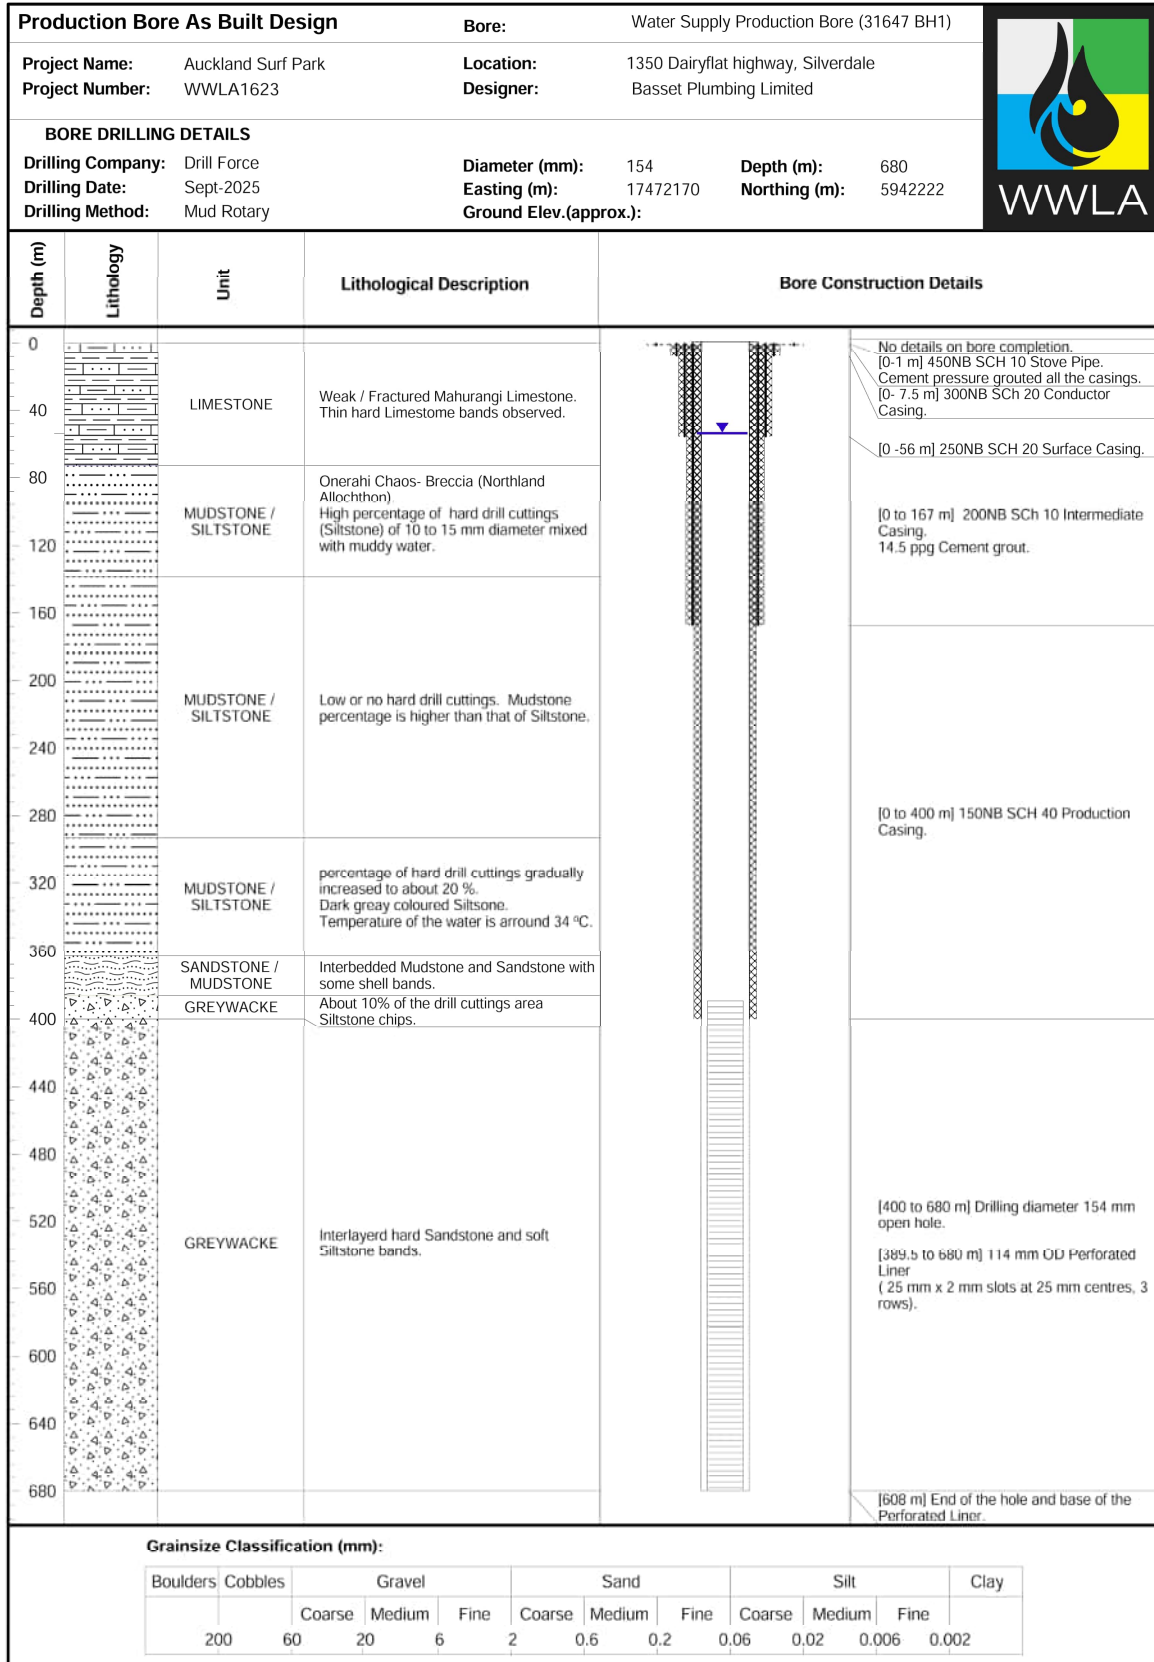 Production Bore As Built Design
Bore: Water Supply Production Bore (31647 BH1)
Project Name: Auckland Surf Park
Location: 1350 Dairyflat highway, Silverdale
Project Number: WWLA1623
Designer: Basset Plumbing Limited
WWLA
BORE DRILLING DETAILS
Drilling Company: Drill Force
Diameter (mm): 154
Depth (m): 680
Drilling Date: Sept-2025
Easting (m): 17472170
Northing (m): 5942222
Drilling Method: Mud Rotary
Ground Elev.(approx.):
Depth (m)
Lithology
Unit
Lithological Description
Bore Construction Details
0
40
80
120
160
200
240
280
320
360
400
440
480
520
560
600
640
680
LIMESTONE
Weak / Fractured Mahurangi Limestone.
Thin hard Limestome bands observed.
MUDSTONE /
SILTSTONE
Onerahi Chaos- Breccia (Northland
Allochthon).
High percentage of hard drill cuttings
(Siltstone) of 10 to 15 mm diameter mixed
with muddy water.
MUDSTONE /
SILTSTONE
Low or no hard drill cuttings. Mudstone
percentage is higher than that of Siltstone.
MUDSTONE /
SILTSTONE
percentage of hard drill cuttings gradually
increased to about 20 %.
Dark greay coloured Siltsone.
Temperature of the water is arround 34 ºC.
SANDSTONE /
MUDSTONE
Interbedded Mudstone and Sandstone with
some shell bands.
GREYWACKE
About 10% of the drill cuttings area
Siltstone chips.
GREYWACKE
Interlayerd hard Sandstone and soft
Siltstone bands.
No details on bore completion.
[0-1 m] 450NB SCH 10 Stove Pipe.
Cement pressure grouted all the casings.
[0- 7.5 m] 300NB SCh 20 Conductor
Casing.
[0 -56 m] 250NB SCH 20 Surface Casing.
[0 to 167 m] 200NB SCh 10 Intermediate
Casing.
14.5 ppg Cement grout.
[0 to 400 m] 150NB SCH 40 Production
Casing.
[400 to 680 m] Drilling diameter 154 mm
open hole.
[389.5 to 680 m] 114 mm OD Perforated
Liner
( 25 mm x 2 mm slots at 25 mm centres, 3
rows).
[608 m] End of the hole and base of the
Perforated Liner.
Grainsize Classification (mm):
Boulders Cobbles Gravel Sand Silt Clay
Coarse Medium Fine Coarse Medium Fine Coarse Medium Fine
200 60 20 6 2 0.6 0.2 0.06 0.02 0.006 0.002